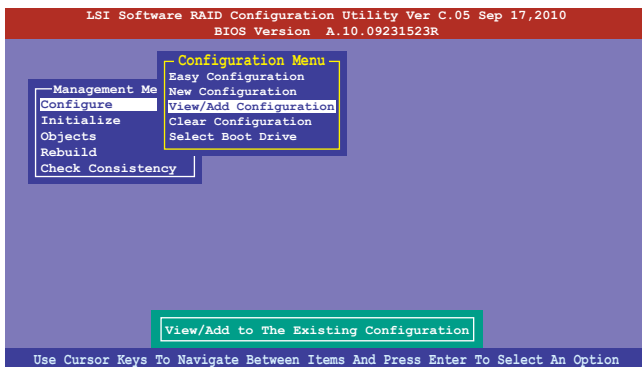 LSI Software RAID Configuration Utility Ver C.05 Sep 17,2010
BIOS Version A.10.09231523R
Configuration Menu
Easy Configuration
New Configuration
View/Add Configuration
Clear Configuration
Select Boot Drive
Management Me
Configure
Initialize
Objects
Rebuild
Check Consistency
View/Add to The Existing Configuration
Use Cursor Keys To Navigate Between Items And Press Enter To Select An Option